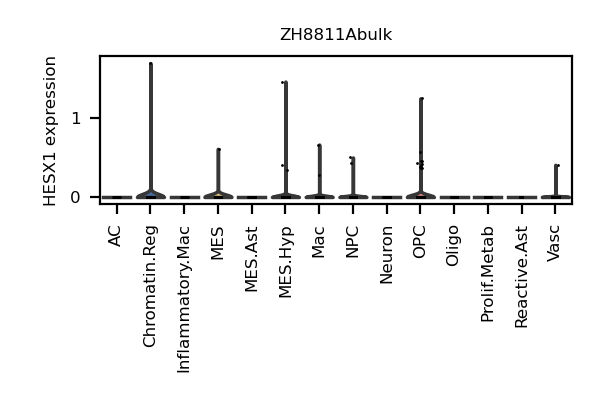 ZH8811Abulk
HESX1 expression
1
0
AC
Chromatin.Reg
Inflammatory.Mac
MES
MES.Ast
MES.Hyp
Mac
NPC
Neuron
OPC
Oligo
Prolif.Metab
Reactive.Ast
Vasc